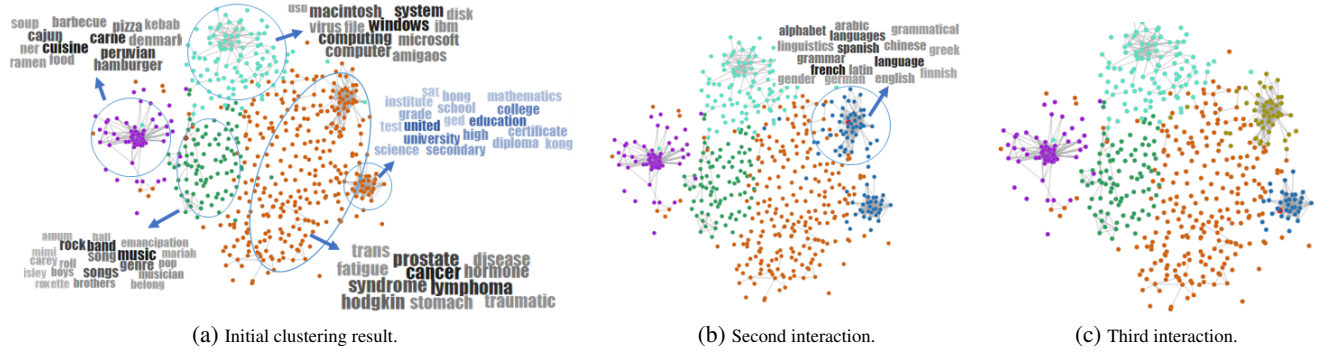 soup barbecue pizza kebab
cajun carne denmark
ner cuisine peruvian
ramen food hamburger
usb macintosh system disk
virus file windows ibm
computing microsoft
computer amigaos
sat hong mathematics
institute school college
grade ged education
test united certificate
university high diploma kong
science secondary
hall
rock band emancipation
mimi song music mariah
carey roll genre pop
isley boys songs musician
roxette brothers belong
trans prostate disease
fatigue cancer hormone
syndrome lymphoma
hodgkin stomach traumatic
(a) Initial clustering result.
alphabet arabic grammatical
languages
linguistics spanish chinese
grammar greek
french latin language
gender german english finnish
(b) Second interaction.
(c) Third interaction.